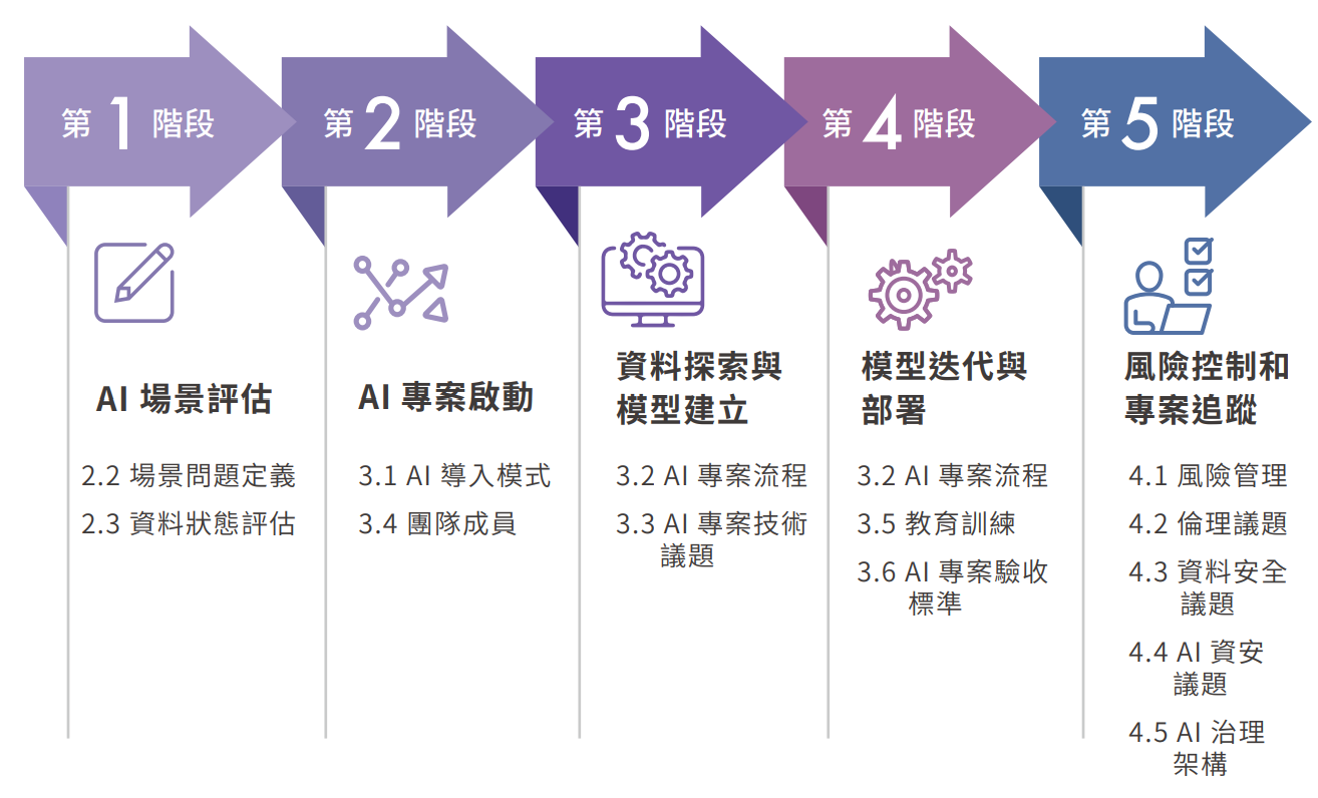 第 1 階段
第 2 階段
第 3 階段
第 4 階段
第 5 階段
AI 場景評估
2.2 場景問題定義
2.3 資料狀態評估
AI 專案啟動
3.1 AI 導入模式
3.4 團隊成員
資料探索與
模型建立
3.2 AI 專案流程
3.3 AI 專案技術
議題
模型迭代與
部署
3.2 AI 專案流程
3.5 教育訓練
3.6 AI 專案驗收
標準
風險控制和
專案追蹤
4.1 風險管理
4.2 倫理議題
4.3 資料安全
議題
4.4 AI 資安
議題
4.5 AI 治理
架構